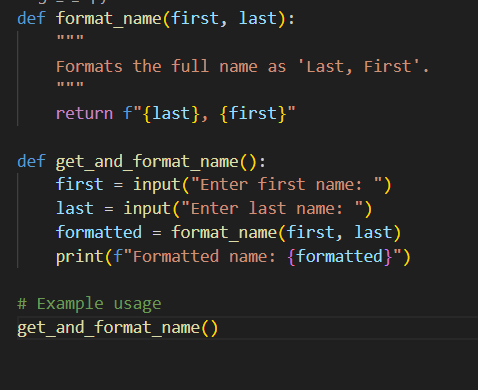 def format_name(first, last):
    """
    Formats the full name as 'Last, First'.
    """
    return f"{last}, {first}"

def get_and_format_name():
    first = input("Enter first name: ")
    last = input("Enter last name: ")
    formatted = format_name(first, last)
    print(f"Formatted name: {formatted}")

# Example usage
get_and_format_name()